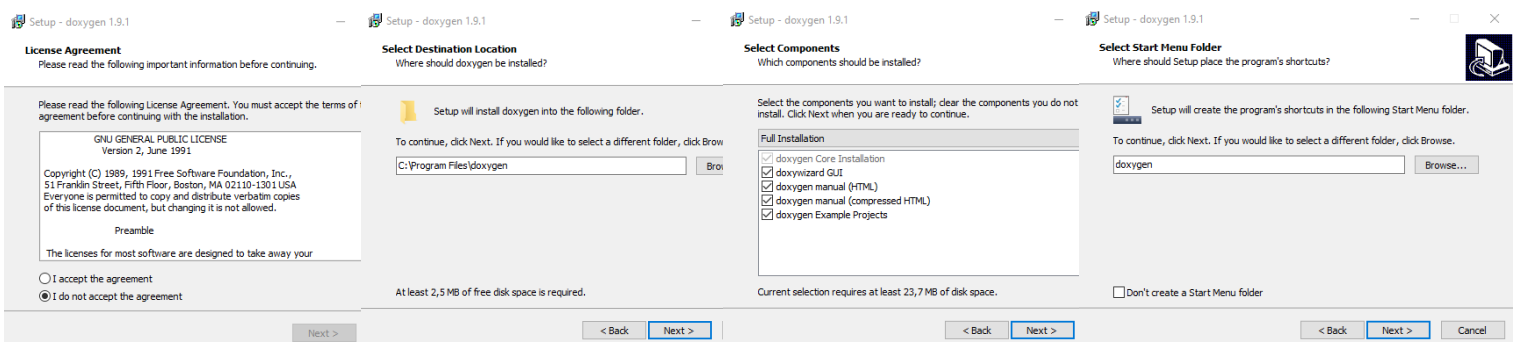 Setup - doxygen 1.9.1
License Agreement
Please read the following important information before continuing.
Please read the following License Agreement. You must accept the terms of
agreement before continuing with the installation.
GNU GENERAL PUBLIC LICENSE
Version 2, June 1991
Copyright (C) 1989, 1991 Free Software Foundation, Inc.,
51 Franklin Street, Fifth Floor, Boston, MA 02110-1301 USA
Everyone is permitted to copy and distribute verbatim copies
of this license document, but changing it is not allowed.
Preamble
The licenses for most software are designed to take away your
I accept the agreement
I do not accept the agreement
Next >
Setup - doxygen 1.9.1
Select Destination Location
Where should doxygen be installed?
Setup will install doxygen into the following folder.
To continue, click Next. If you would like to select a different folder, click Brow
C:\Program Files\doxygen
Brov
At least 2,5 MB of free disk space is required.
< Back
Next >
Setup - doxygen 1.9.1
Select Components
Which components should be installed?
Select the components you want to install; clear the components you do not
install. Click Next when you are ready to continue.
Full Installation
doxygen Core Installation
doxywizard GUI
doxygen manual (HTML)
doxygen manual (compressed HTML)
doxygen Example Projects
Current selection requires at least 23,7 MB of disk space.
< Back
Next >
Setup - doxygen 1.9.1
Select Start Menu Folder
Where should Setup place the program's shortcuts?
Setup will create the program's shortcuts in the following Start Menu folder.
To continue, click Next. If you would like to select a different folder, click Browse.
doxygen
Browse...
Don't create a Start Menu folder
< Back
Next >
Cancel